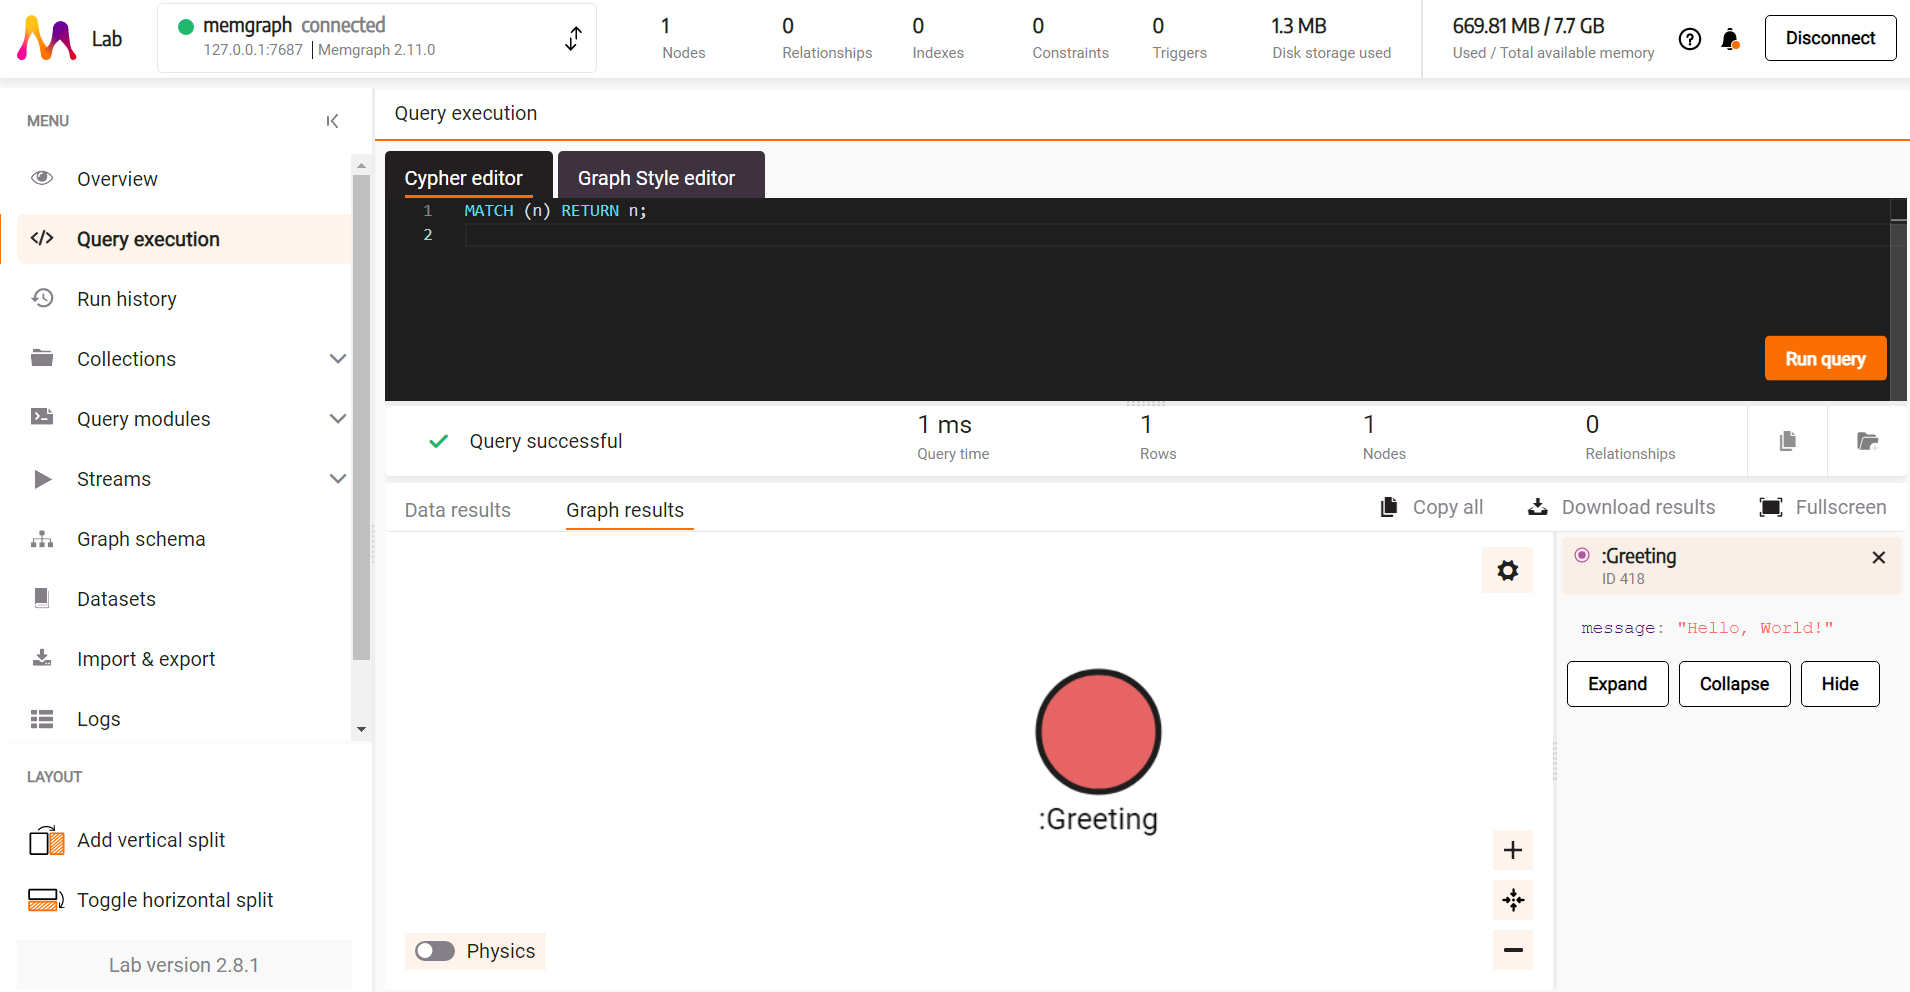 Lab
memgraph connected
127.0.0.1:7687 | Memgraph 2.11.0
1
Nodes
0
Relationships
0
Indexes
0
Constraints
0
Triggers
1.3 MB
Disk storage used
669.81 MB / 7.7 GB
Used / Total available memory
Disconnect
MENU
Overview
Query execution
Run history
Collections
Query modules
Streams
Graph schema
Datasets
Import & export
Logs
LAYOUT
Add vertical split
Toggle horizontal split
Lab version 2.8.1
Query execution
Cypher editor
Graph Style editor
1 MATCH (n) RETURN n;
2
Run query
Query successful
1 ms
Query time
1
Rows
1
Nodes
0
Relationships
Data results
Graph results
Copy all
Download results
Fullscreen
:Greeting
Physics
:Greeting
ID 418
message: "Hello, World!"
Expand
Collapse
Hide